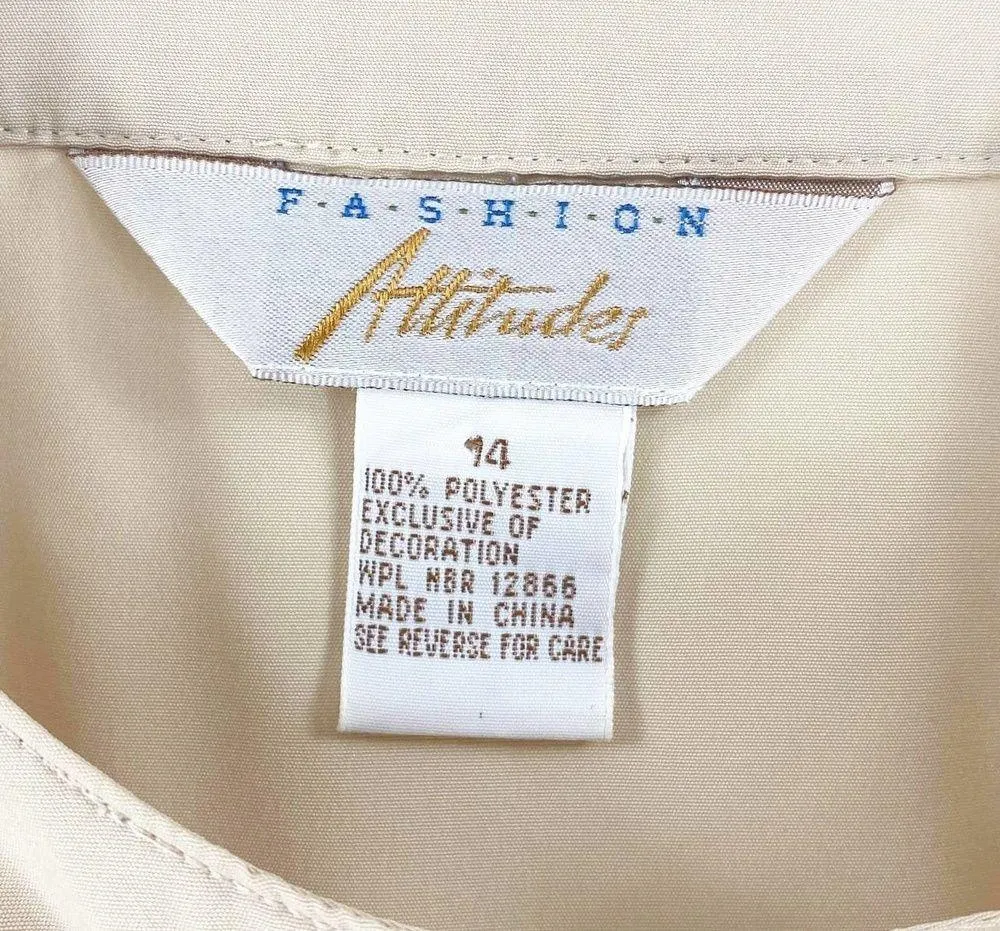 F·A·S·H·I·O·N
Attitudes
14
100% POLYESTER
EXCLUSIVE OF
DECORATION
WPL NBR 12866
MADE IN CHINA
SEE REVERSE FOR CARE